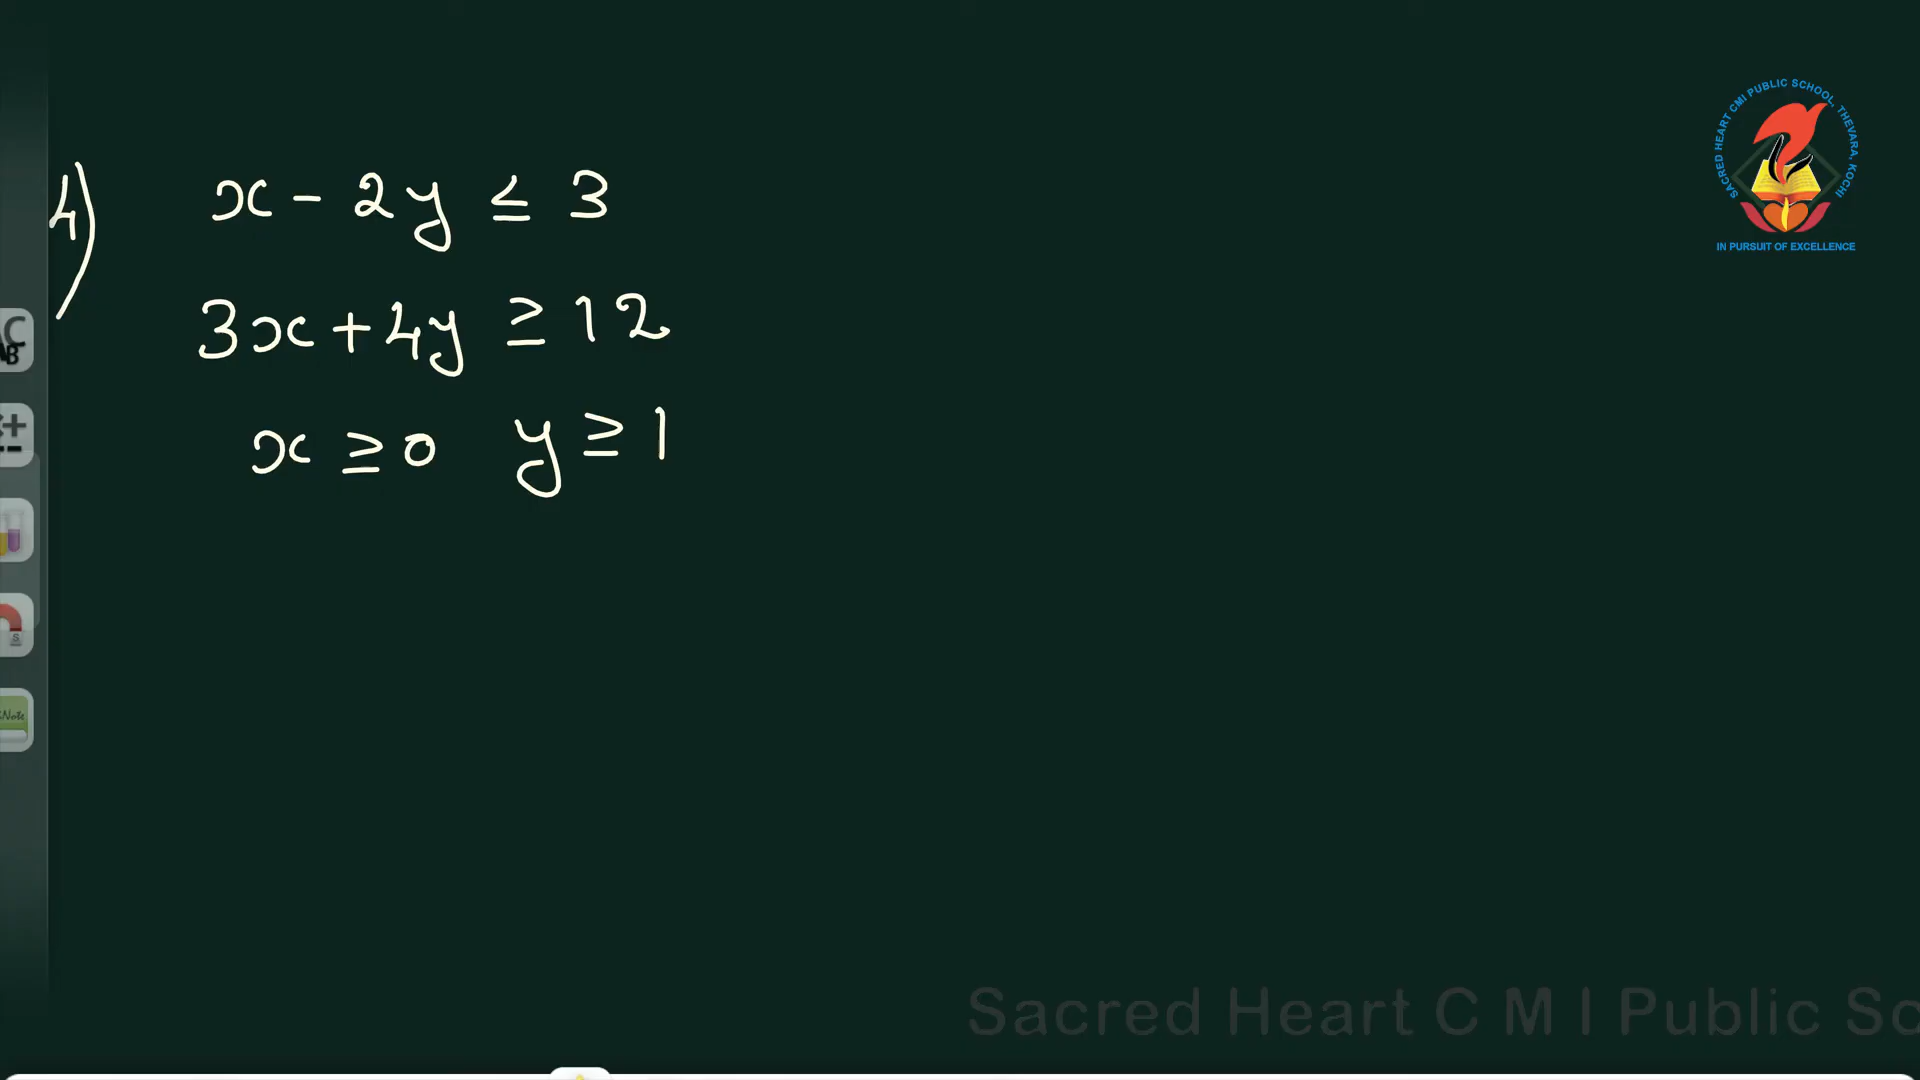 4) x - 2y ≤ 3
3x + 4y ≥ 12
x ≥ 0 y ≥ 1
SACRED HEART CMI PUBLIC SCHOOL, THEVARA, KOCHI
IN PURSUIT OF EXCELLENCE
Sacred Heart C M I Public Sc